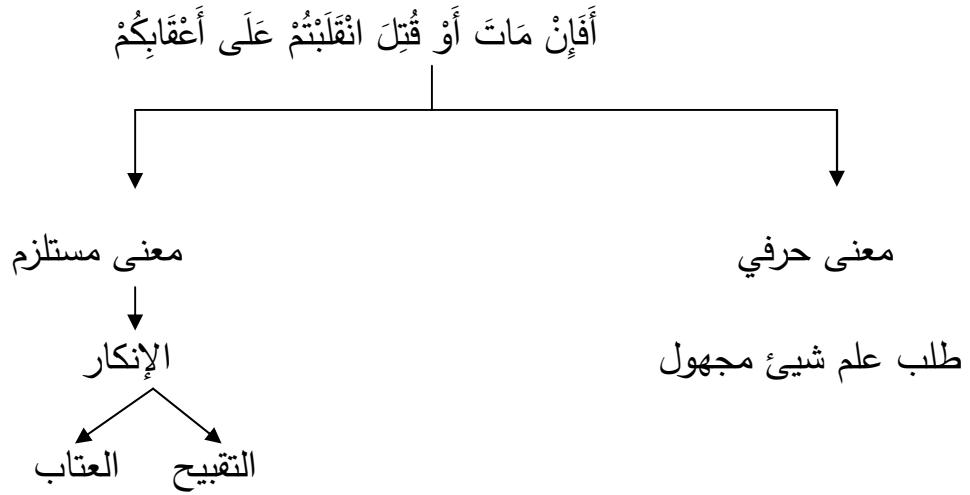 أَفَإِنْ مَاتَ أَوْ قُتِلَ انْقَلَبْتُمْ عَلَى أَعْقَابِكُمْ
معنى حرفي
معنى مستلزم
طلب علم شيئ مجهول
الإنكار
التقبيح
العتاب